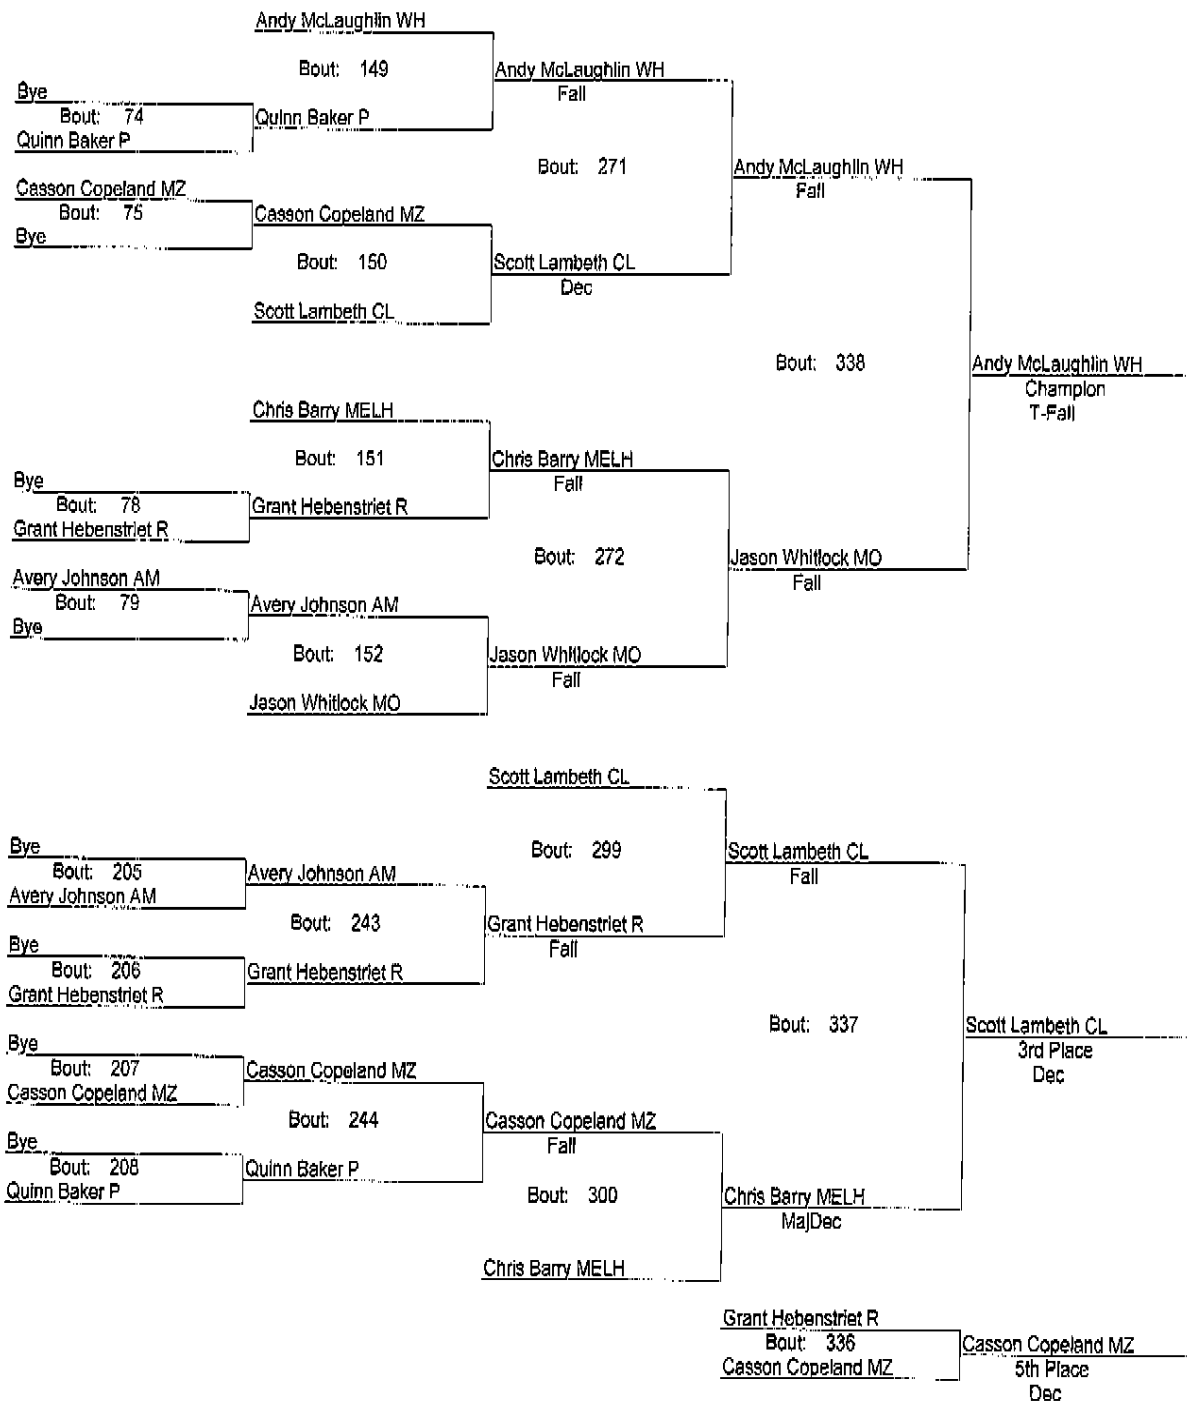 Andy McLaughlin WH
Bout: 149
Andy McLaughlin WH
Fall
Bye
Bout: 74
Quinn Baker P
Quinn Baker P
Bout: 271
Andy McLaughlin WH
Fall
Casson Copeland MZ
Bout: 75
Bye
Casson Copeland MZ
Bout: 150
Scott Lambeth CL
Dec
Scott Lambeth CL
Bout: 338
Andy McLaughlin WH
Champion
T-Fall
Chris Barry MELH
Bout: 151
Chris Barry MELH
Fall
Bye
Bout: 78
Grant Hebenstriet R
Grant Hebenstriet R
Bout: 272
Jason Whitlock MO
Fall
Avery Johnson AM
Bout: 79
Bye
Avery Johnson AM
Bout: 152
Jason Whitlock MO
Fall
Jason Whitlock MO
Scott Lambeth CL
Bout: 299
Scott Lambeth CL
Fall
Bye
Bout: 205
Avery Johnson AM
Avery Johnson AM
Bout: 243
Grant Hebenstriet R
Fall
Bye
Bout: 206
Grant Hebenstriet R
Grant Hebenstriet R
Bout: 337
Scott Lambeth CL
3rd Place
Dec
Bye
Bout: 207
Casson Copeland MZ
Casson Copeland MZ
Bout: 244
Casson Copeland MZ
Fall
Bye
Bout: 208
Quinn Baker P
Quinn Baker P
Bout: 300
Chris Barry MELH
MajDec
Chris Barry MELH
Grant Hebenstriet R
Bout: 336
Casson Copeland MZ
Casson Copeland MZ
5th Place
Dec